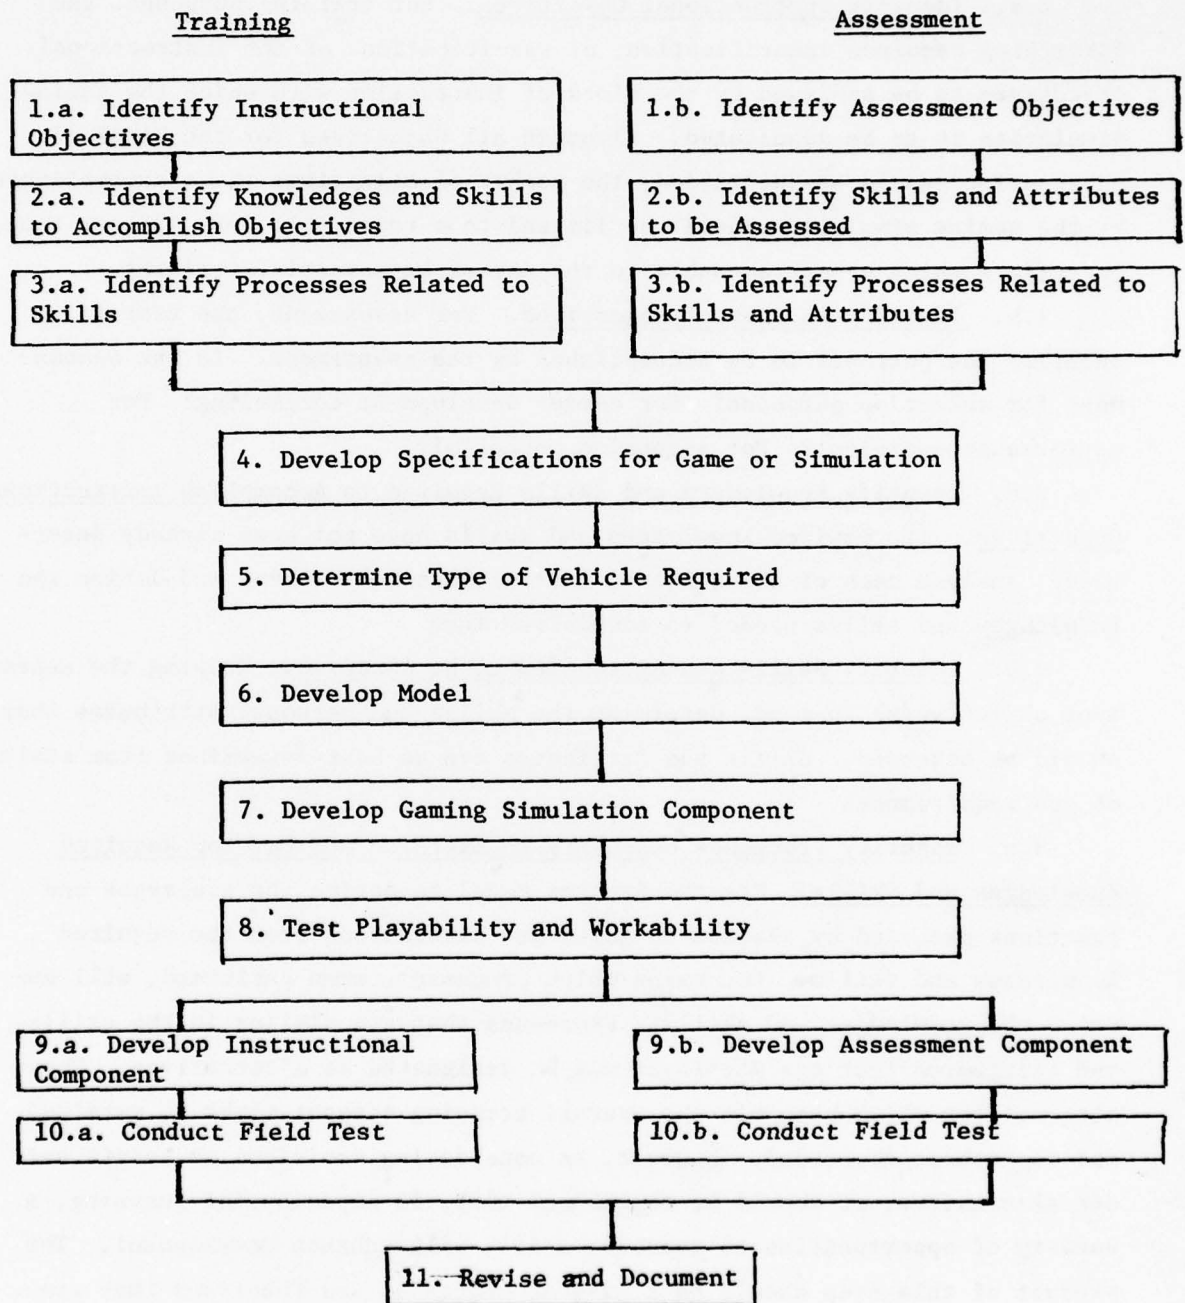 Training
Assessment
1.a. Identify Instructional
Objectives
1.b. Identify Assessment Objectives
2.a. Identify Knowledges and Skills
to Accomplish Objectives
2.b. Identify Skills and Attributes
to be Assessed
3.a. Identify Processes Related to
Skills
3.b. Identify Processes Related to
Skills and Attributes
4. Develop Specifications for Game or Simulation
5. Determine Type of Vehicle Required
6. Develop Model
7. Develop Gaming Simulation Component
8. Test Playability and Workability
9.a. Develop Instructional
Component
9.b. Develop Assessment Component
10.a. Conduct Field Test
10.b. Conduct Field Test
11. Revise and Document